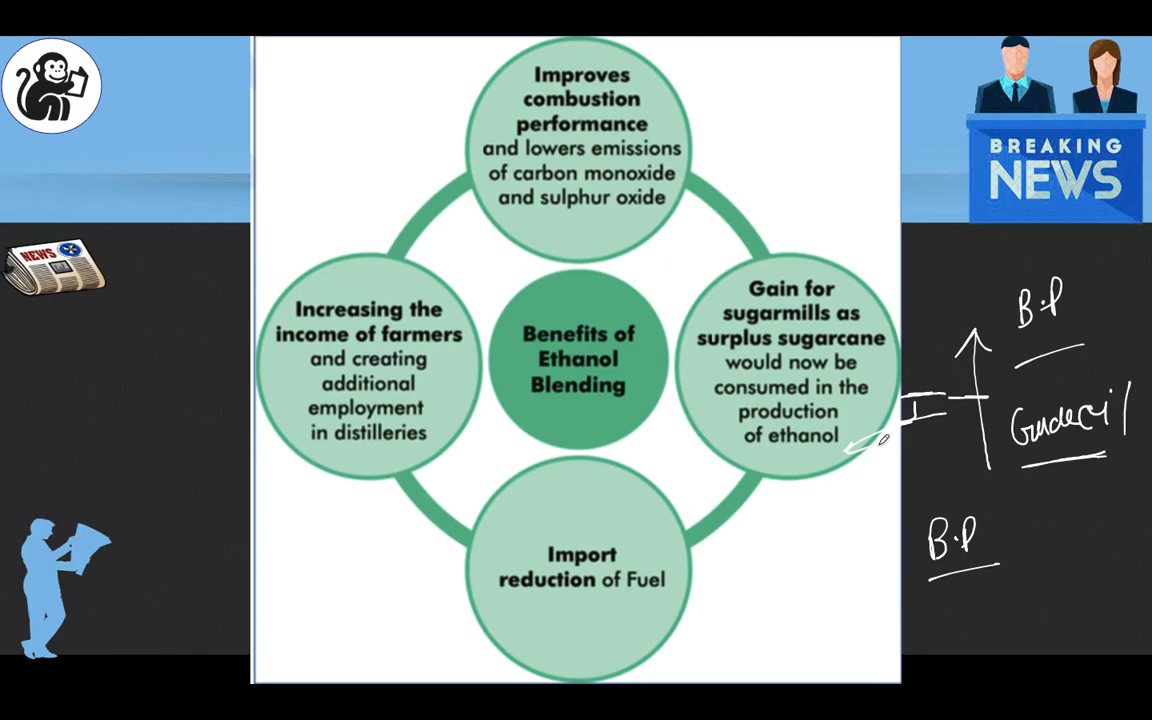 Improves
combustion
performance
and lowers emissions
of carbon monoxide
and sulphur oxide
BREAKING
NEWS
NEWS
Increasing the
income of farmers
and creating
additional
employment
in distilleries
Benefits of
Ethanol
Blending
Gain for
sugarmills as
surplus sugarcane
would now be
consumed in the
production
of ethanol
Import
reduction of Fuel
B.P
B.P